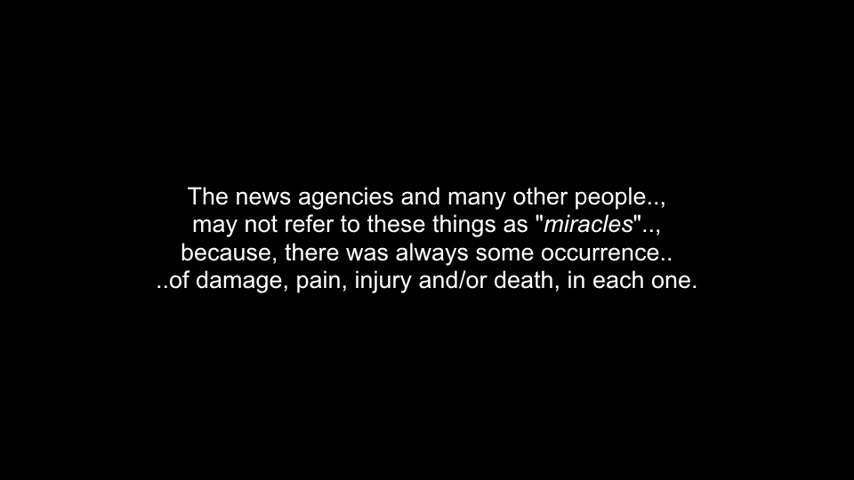 The news agencies and many other people..,
may not refer to these things as "miracles"..,
because, there was always some occurrence..
..of damage, pain, injury and/or death, in each one.